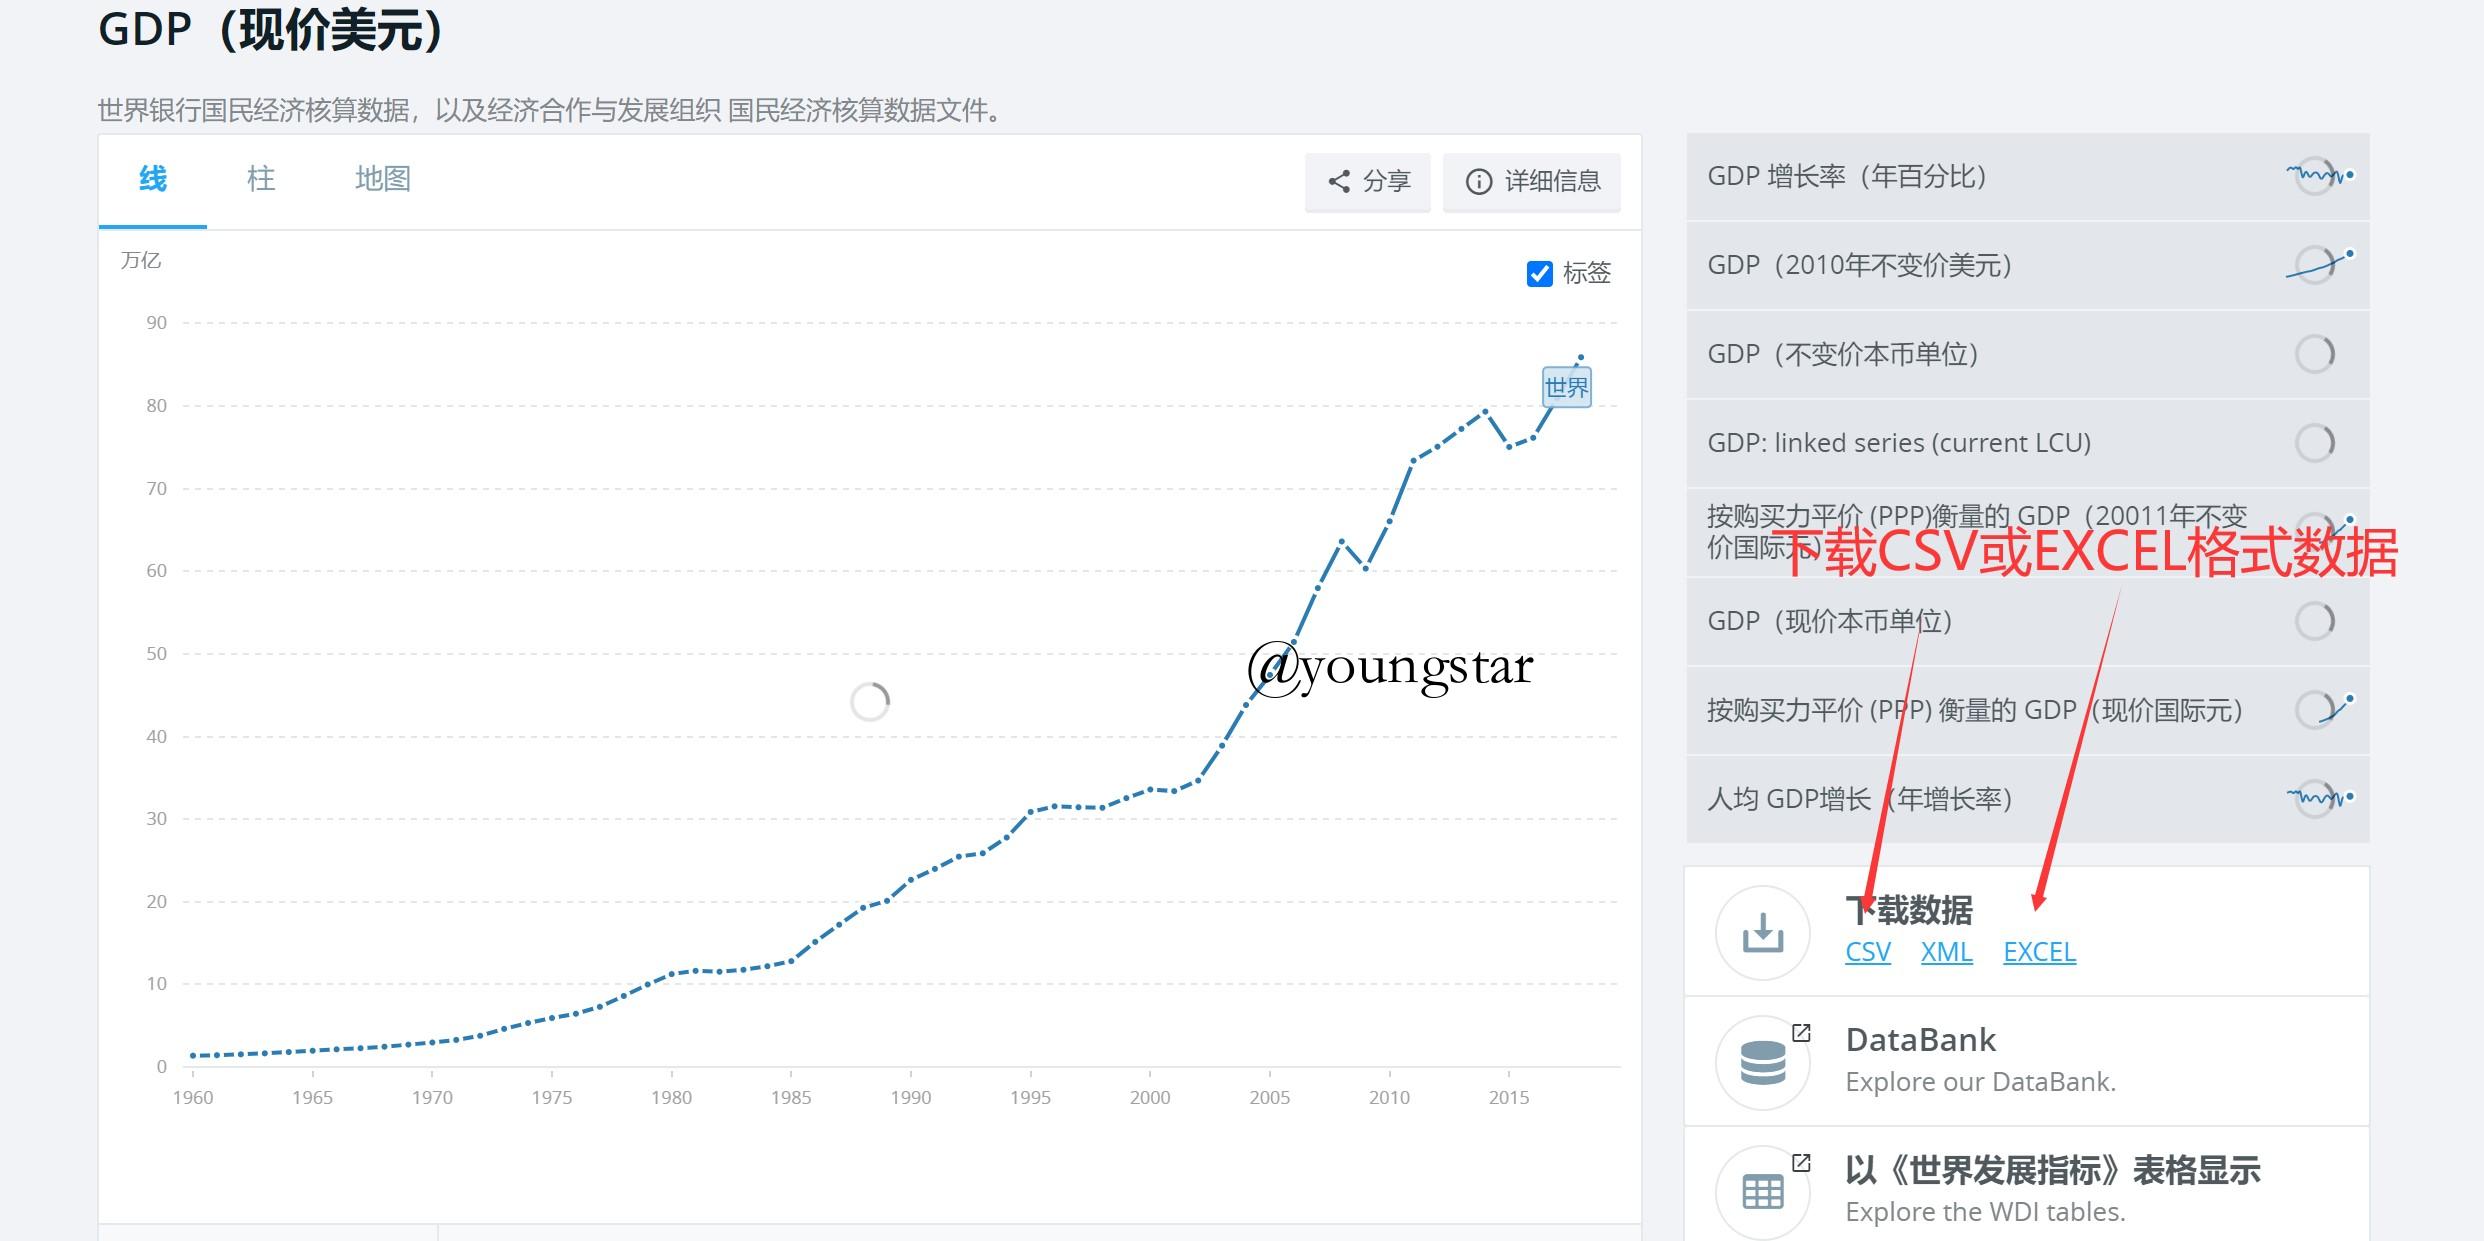 GDP（现价美元）
世界银行国民经济核算数据，以及经济合作与发展组织 国民经济核算数据文件。
线 柱 地图
分享 详细信息
万亿
标签
90
80
70
60
50
40
30
20
10
0
世界
@youngstar
1960 1965 1970 1975 1980 1985 1990 1995 2000 2005 2010 2015
GDP 增长率（年百分比）
GDP（2010年不变价美元）
GDP（不变价本币单位）
GDP: linked series (current LCU)
按购买力平价 (PPP)衡量的 GDP（20011年不变
价国际元）
下载CSV或EXCEL格式数据
GDP（现价本币单位）
按购买力平价 (PPP) 衡量的 GDP（现价国际元）
人均 GDP增长（年增长率）
下载数据
CSV XML EXCEL
DataBank
Explore our DataBank.
以《世界发展指标》表格显示
Explore the WDI tables.